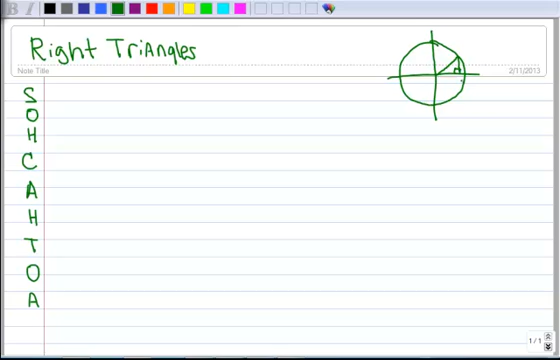 B I
Right Triangles
Note Title
2/11/2013
S
O
H
C
A
H
T
O
A
1/1